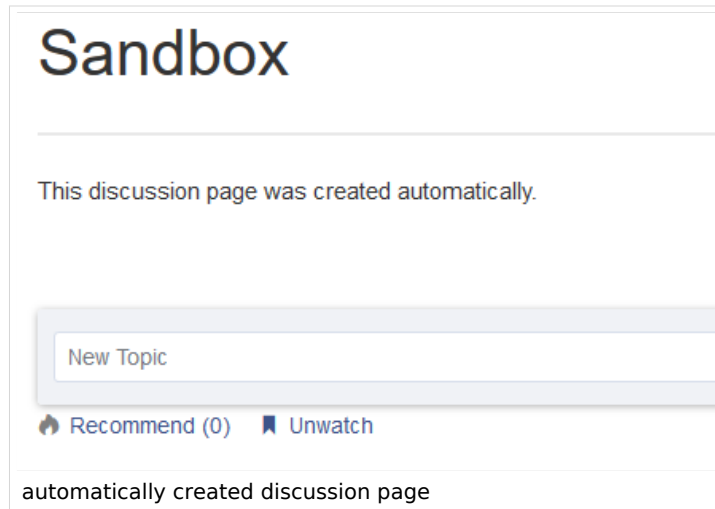 Sandbox
This discussion page was created automatically.
New Topic
Recommend (0) Unwatch
automatically created discussion page